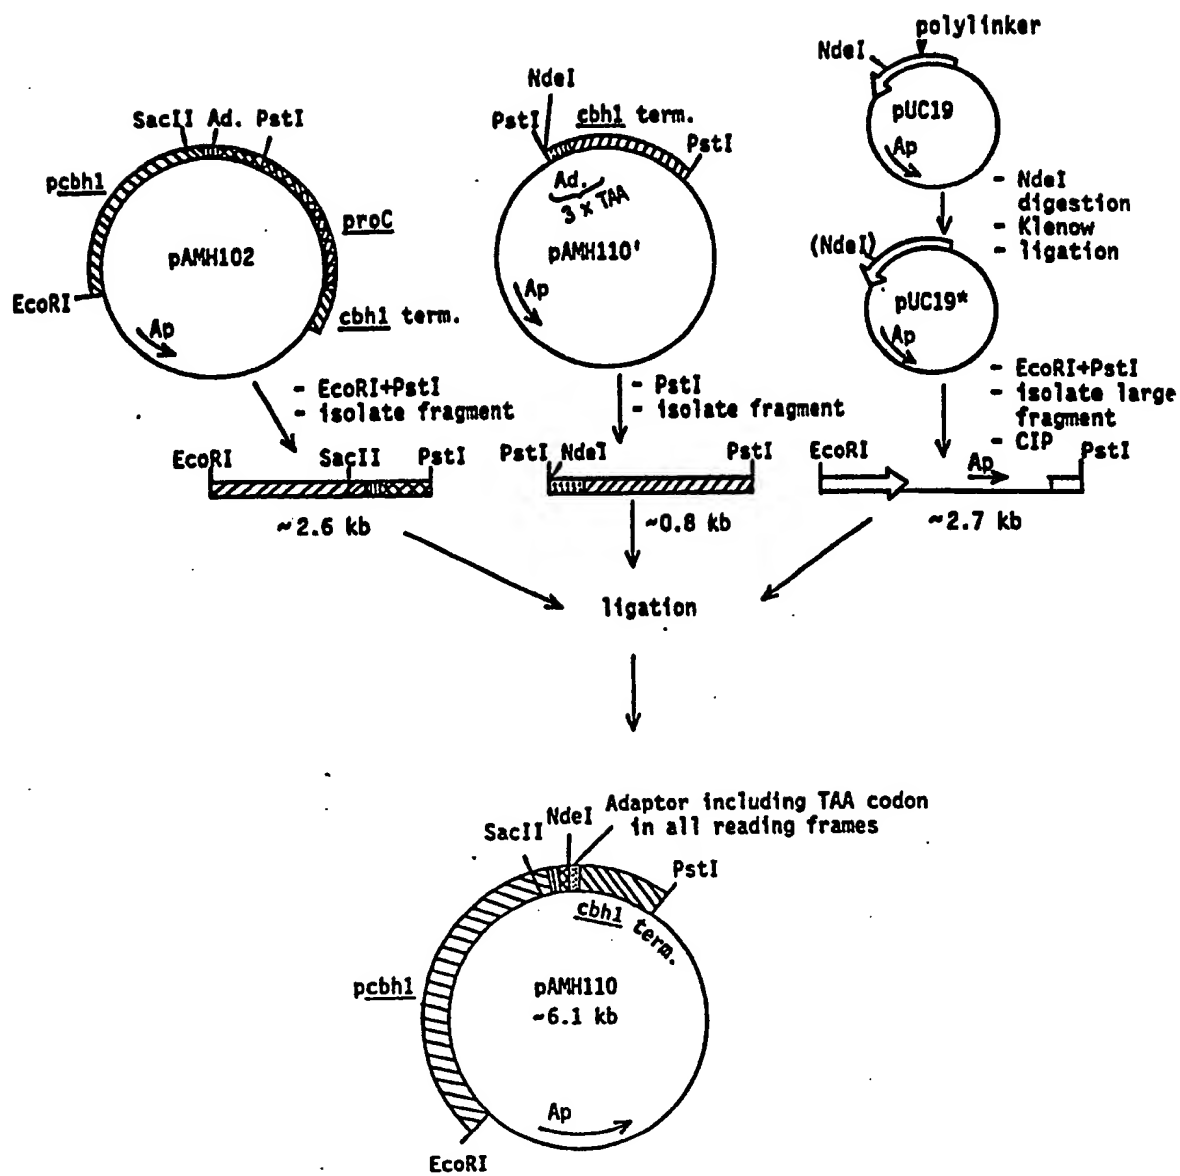 polylinker
NdeI
pUC19
Ap
- NdeI
digestion
- Klenow
- ligation
(NdeI)
pUC19*
Ap
- EcoRI+PstI
- isolate large
fragment
- CIP
SacII Ad. PstI
pcbh1
proC
pAMH102
EcoRI
Ap
cbh1 term.
- EcoRI+PstI
- isolate fragment
NdeI
PstI
cbh1 term.
PstI
Ad.
3 x TAA
pAMH110'
Ap
- PstI
- isolate fragment
EcoRI SacII PstI
~2.6 kb
PstI NdeI PstI
~0.8 kb
EcoRI Ap PstI
~2.7 kb
ligation
SacII NdeI Adaptor including TAA codon
in all reading frames
PstI
cbh1 term.
pcbh1
pAMH110
~6.1 kb
Ap
EcoRI